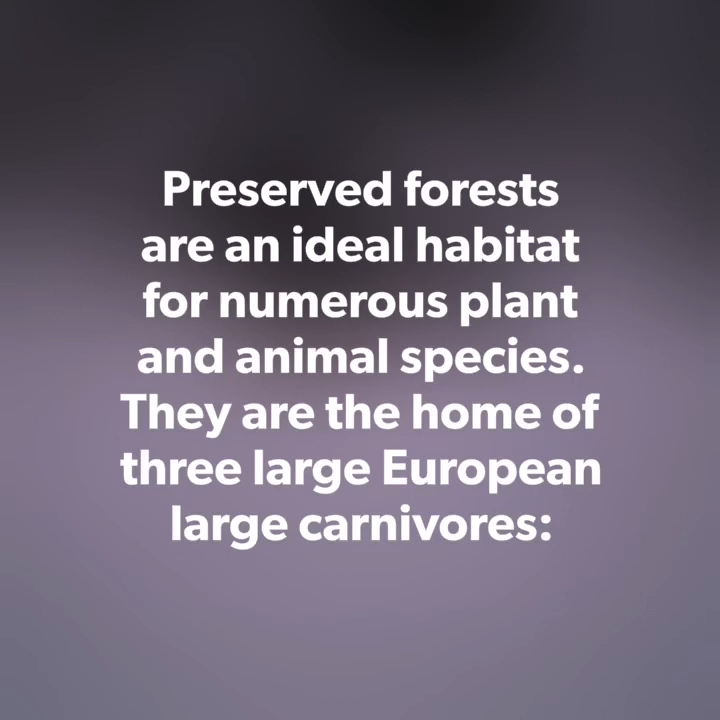 Preserved forests
are an ideal habitat
for numerous plant
and animal species.
They are the home of
three large European
large carnivores: